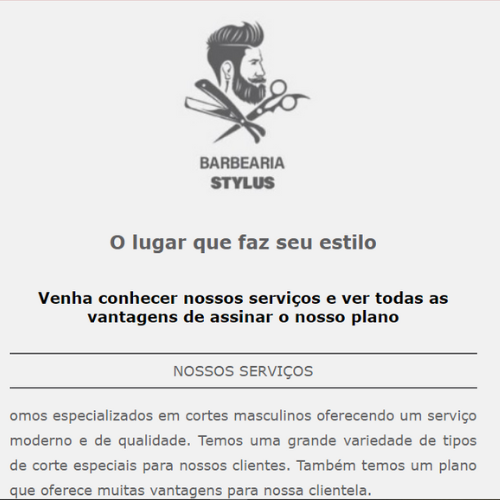 BARBEARIA
STYLUS
O lugar que faz seu estilo
Venha conhecer nossos serviços e ver todas as
vantagens de assinar o nosso plano
NOSSOS SERVIÇOS
omos especializados em cortes masculinos oferecendo um serviço
moderno e de qualidade. Temos uma grande variedade de tipos
de corte especiais para nossos clientes. Também temos um plano
que oferece muitas vantagens para nossa clientela.